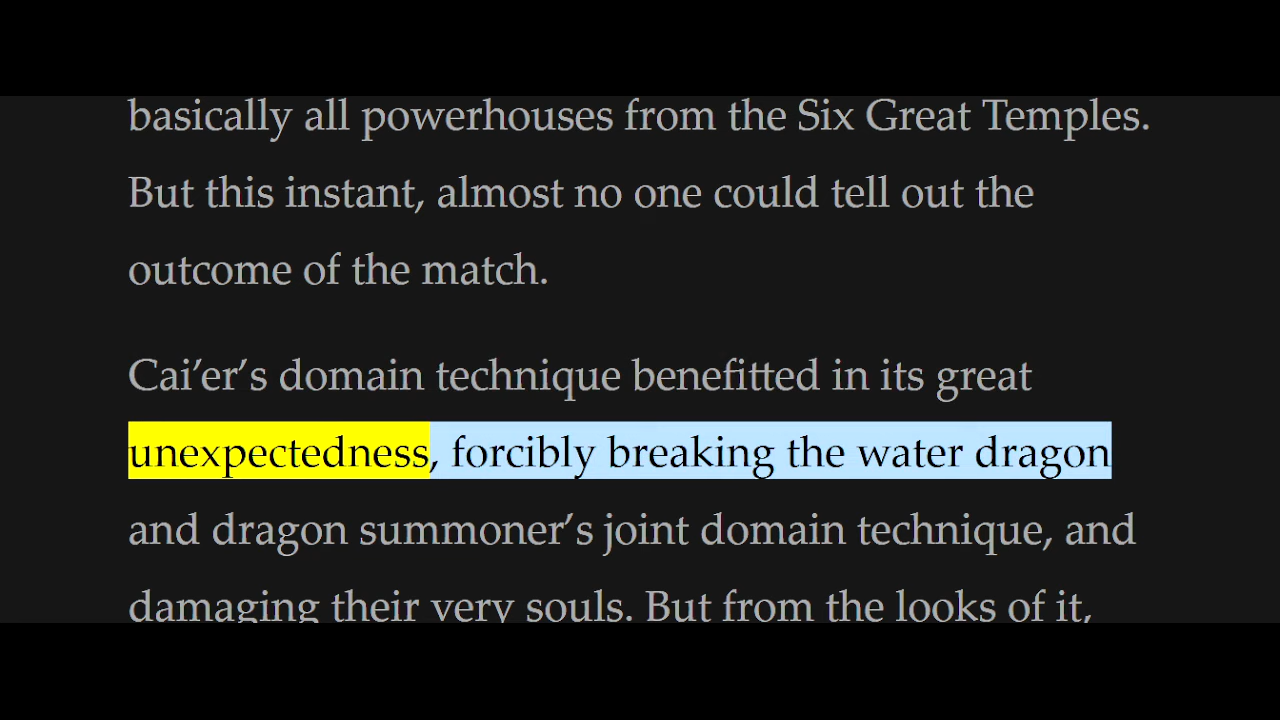 basically all powerhouses from the Six Great Temples.
But this instant, almost no one could tell out the
outcome of the match.
Cai’er’s domain technique benefitted in its great
unexpectedness, forcibly breaking the water dragon
and dragon summoner’s joint domain technique, and
damaging their very souls. But from the looks of it,